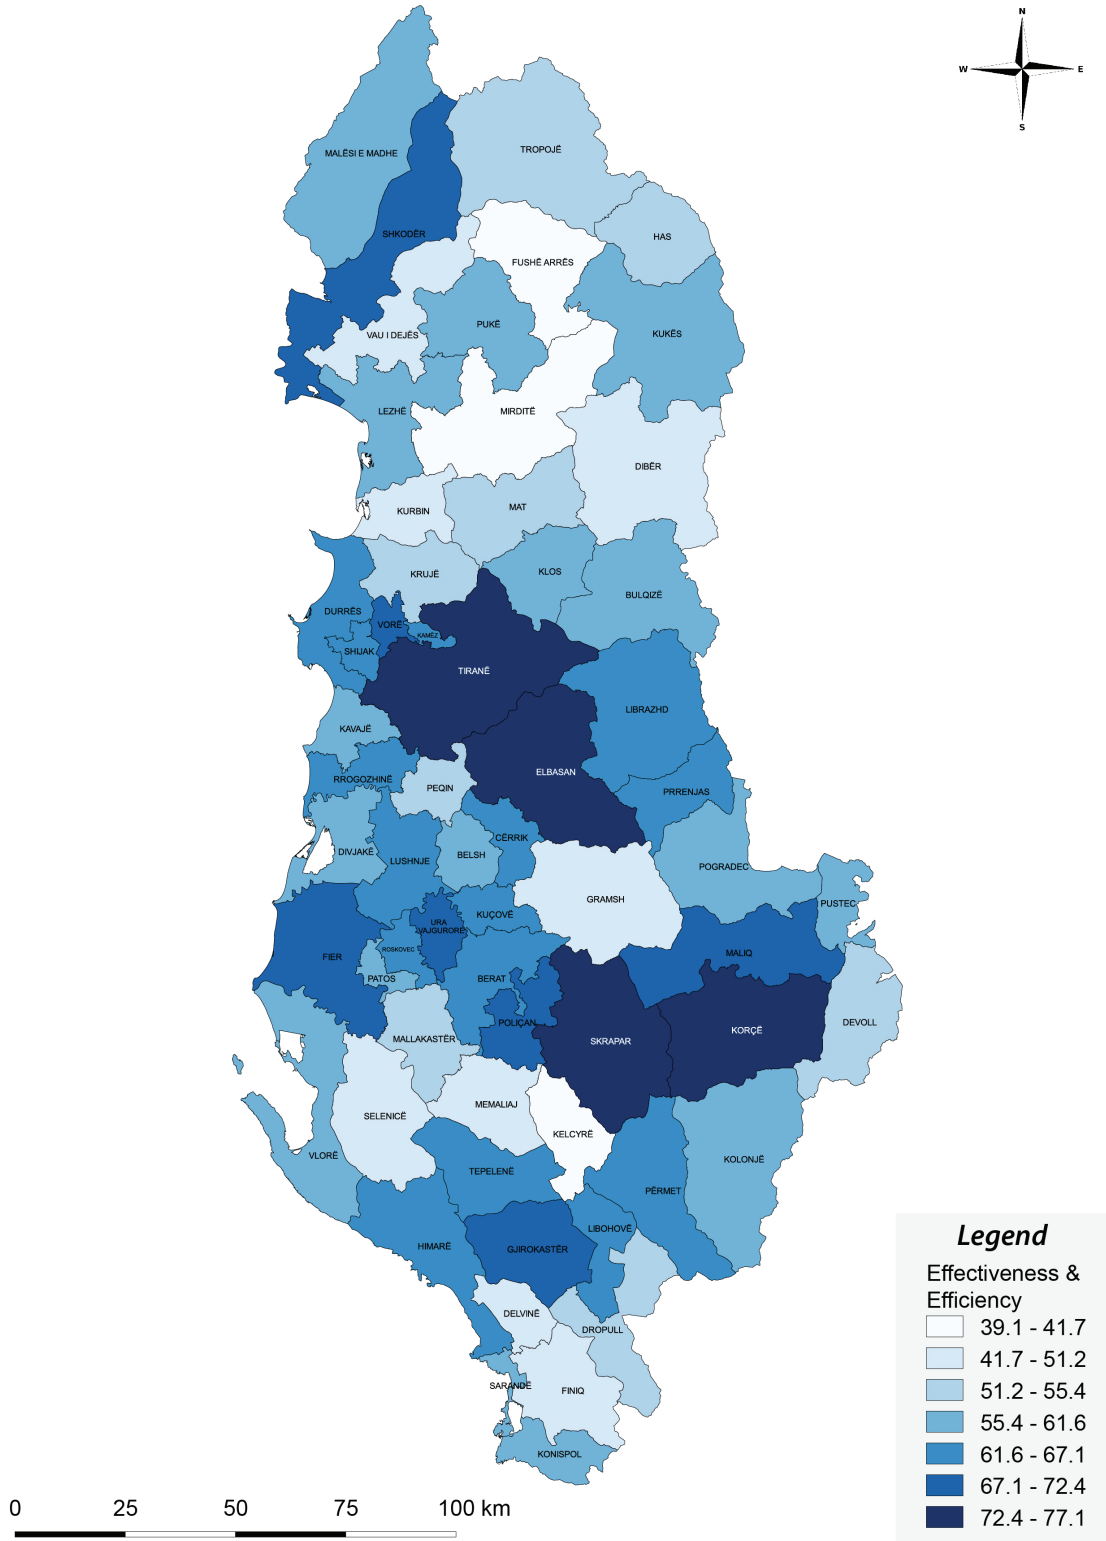 N
W
E
S
MALËSI E MADHE
TROPOJË
SHKODËR
HAS
FUSHË ARRËS
PUKË
VAU I DEJËS
KUKËS
LEZHË
MIRDITË
DIBËR
KURBIN
MAT
KRUJË
KLOS
BULQIZË
DURRËS
VORË
KAMËZ
SHIJAK
TIRANË
LIBRAZHD
KAVAJË
ELBASAN
RROGOZHINË
PEQIN
PRRENJAS
CËRRIK
DIVJAKË
LUSHNJE
BELSH
POGRADEC
GRAMSH
PUSTEC
KUÇOVË
URA
VAJGURORE
ROSKOVEC
FIER
MALIQ
PATOS
BERAT
POLIÇAN
DEVOLL
MALLAKASTËR
SKRAPAR
KORÇË
MEMALIAJ
SELENICË
KELCYRË
VLORË
TEPELENË
KOLONJË
PËRMET
LIBOHOVË
HIMARË
GJIROKASTËR
DELVINË
DROPULL
SARANDË
FINIQ
KONISPOL
Legend
Effectiveness &
Efficiency
39.1 - 41.7
41.7 - 51.2
51.2 - 55.4
55.4 - 61.6
61.6 - 67.1
67.1 - 72.4
72.4 - 77.1
0 25 50 75 100 km